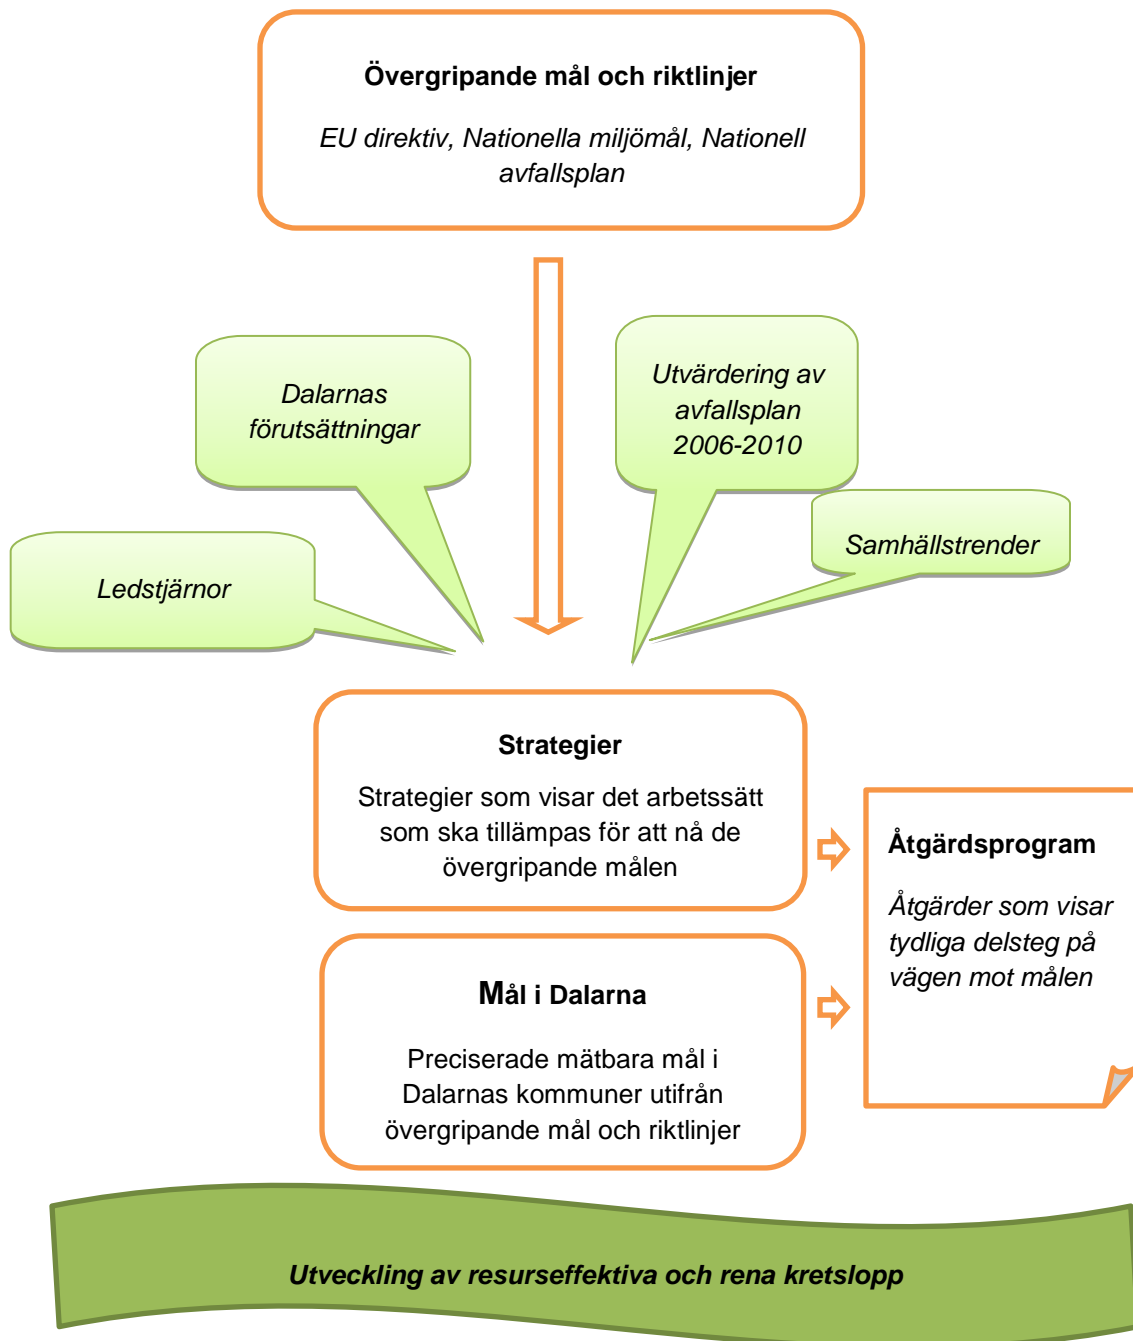 Övergripande mål och riktlinjer
EU direktiv, Nationella miljömål, Nationell
avfallsplan
Dalarnas
förutsättningar
Utvärdering av
avfallsplan
2006-2010
Samhällstrender
Ledstjärnor
Strategier
Strategier som visar det arbetssätt
som ska tillämpas för att nå de
övergripande målen
Åtgärdsprogram
Åtgärder som visar
tydliga delsteg på
vägen mot målen
Mål i Dalarna
Preciserade mätbara mål i
Dalarnas kommuner utifrån
övergripande mål och riktlinjer
Utveckling av resurseffektiva och rena kretslopp